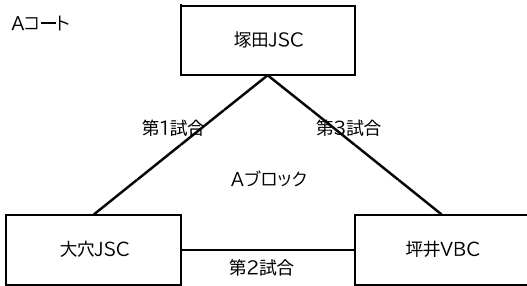 Aコート
塚田JSC
第1試合
第3試合
Aブロック
大穴JSC
坪井VBC
第2試合